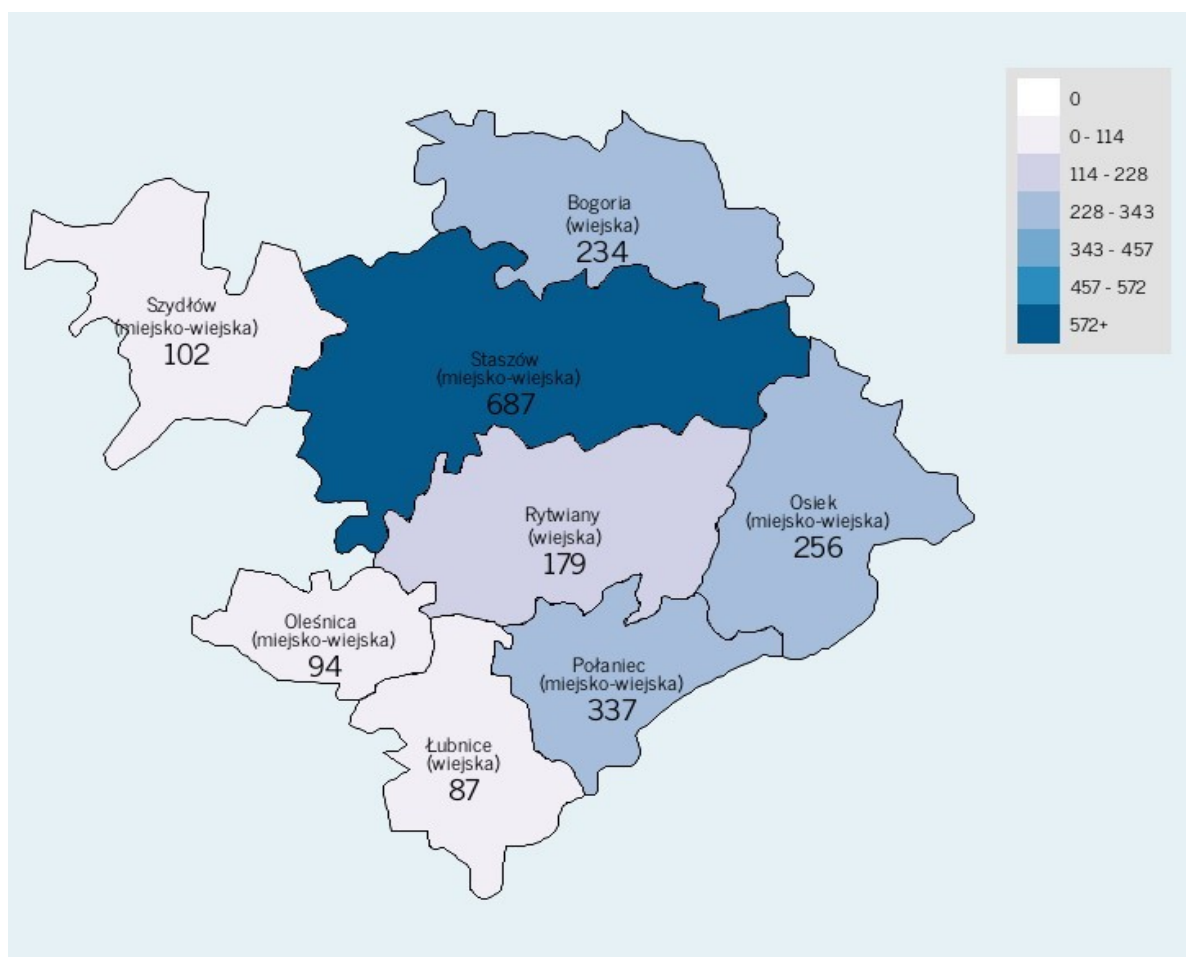 0
0 - 114
114 - 228
228 - 343
343 - 457
457 - 572
572+
Bogoria
(wiejska)
234
Szydłów
(miejsko-wiejska)
102
Staszów
(miejsko-wiejska)
687
Osiek
(miejsko-wiejska)
256
Rytwiany
(wiejska)
179
Oleśnica
(miejsko-wiejska)
94
Połaniec
(miejsko-wiejska)
337
Łubnice
(wiejska)
87